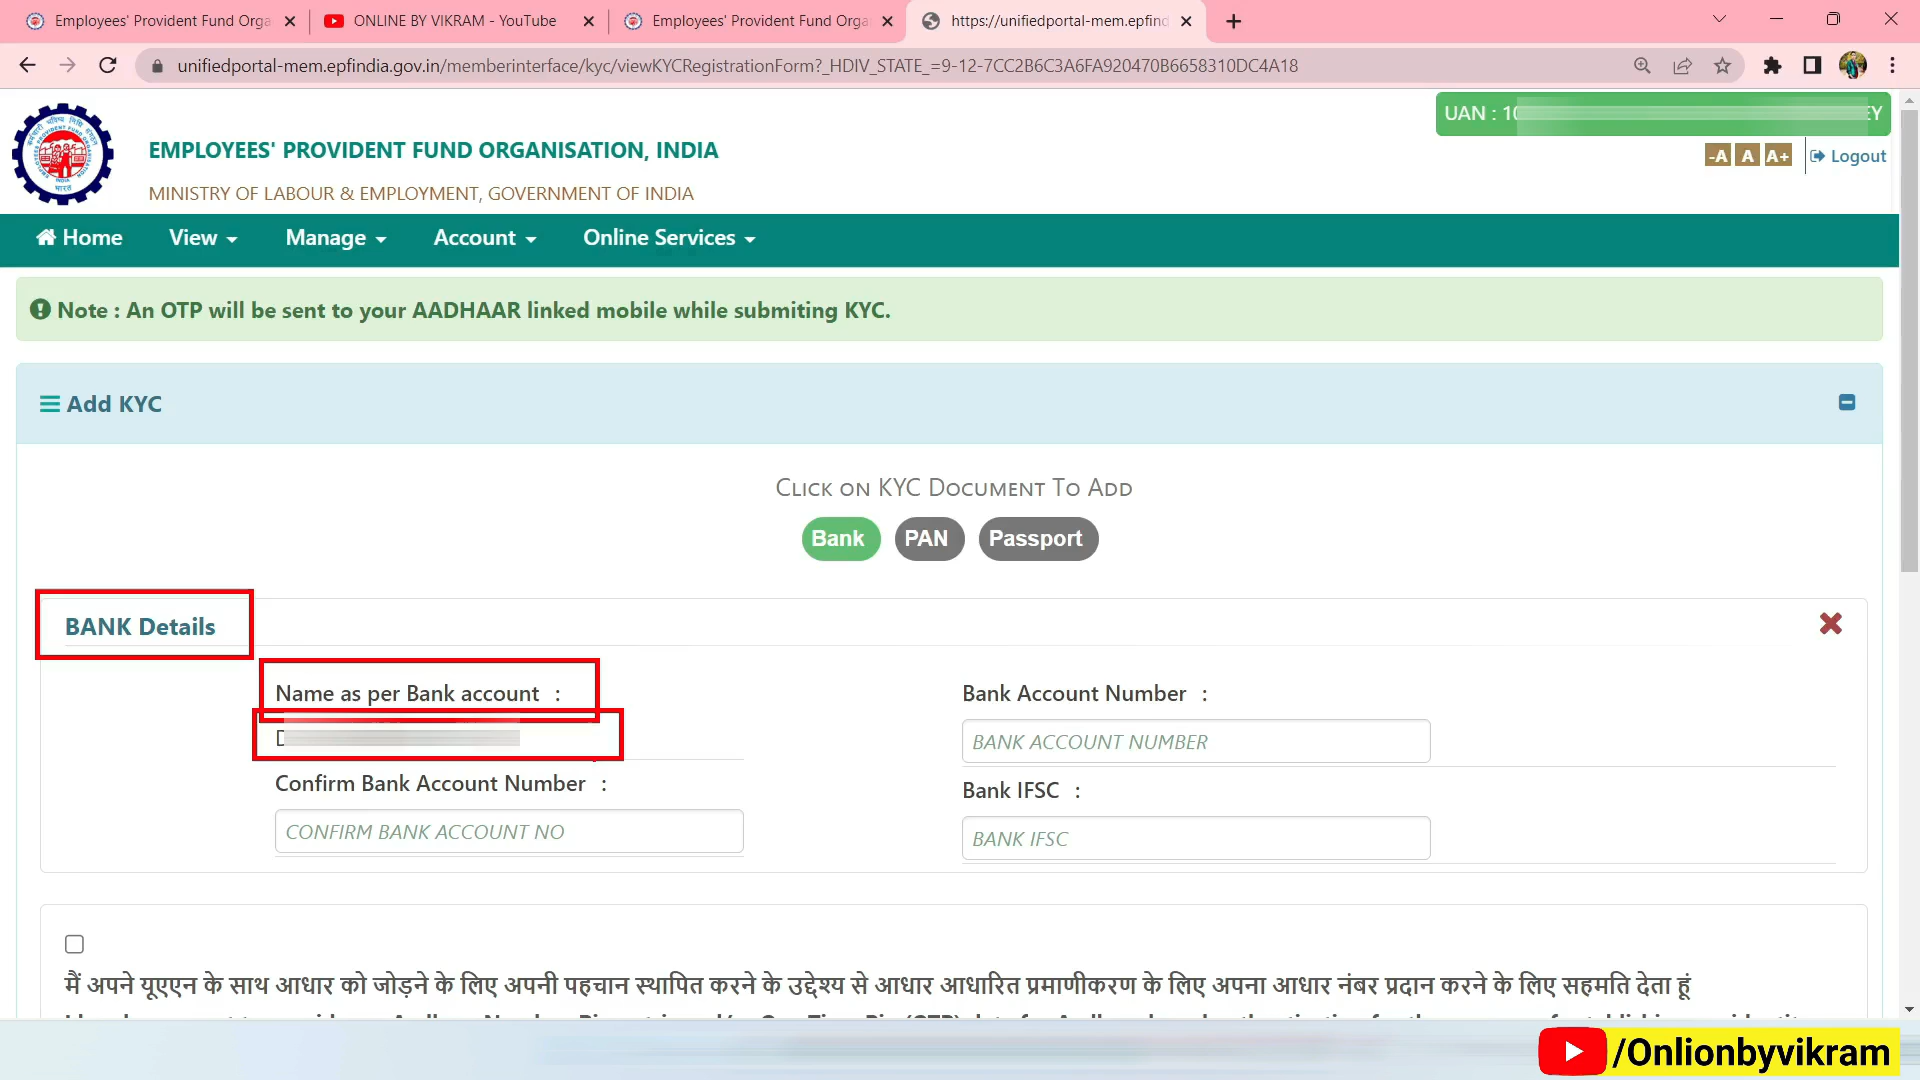 Employees' Provident Fund Orga
ONLINE BY VIKRAM - YouTube
Employees' Provident Fund Orga
https://unifiedportal-mem.epfind
unifiedportal-mem.epfindia.gov.in/memberinterface/kyc/viewKYCRegistrationForm?_HDIV_STATE_=9-12-7CC2B6C3A6FA920470B6658310DC4A18
UAN : 10
EY
EMPLOYEES' PROVIDENT FUND ORGANISATION, INDIA
MINISTRY OF LABOUR & EMPLOYMENT, GOVERNMENT OF INDIA
-A A A+ Logout
Home View Manage Account Online Services
Note : An OTP will be sent to your AADHAAR linked mobile while submiting KYC.
Add KYC
CLICK ON KYC DOCUMENT TO ADD
Bank PAN Passport
BANK Details
Name as per Bank account :
Bank Account Number :
BANK ACCOUNT NUMBER
Confirm Bank Account Number :
CONFIRM BANK ACCOUNT NO
Bank IFSC :
BANK IFSC
मैं अपने यूएएन के साथ आधार को जोड़ने के लिए अपनी पहचान स्थापित करने के उद्देश्य से आधार आधारित प्रमाणीकरण के लिए अपना आधार नंबर प्रदान करने के लिए सहमति देता हूं
/Onlionbyvikram